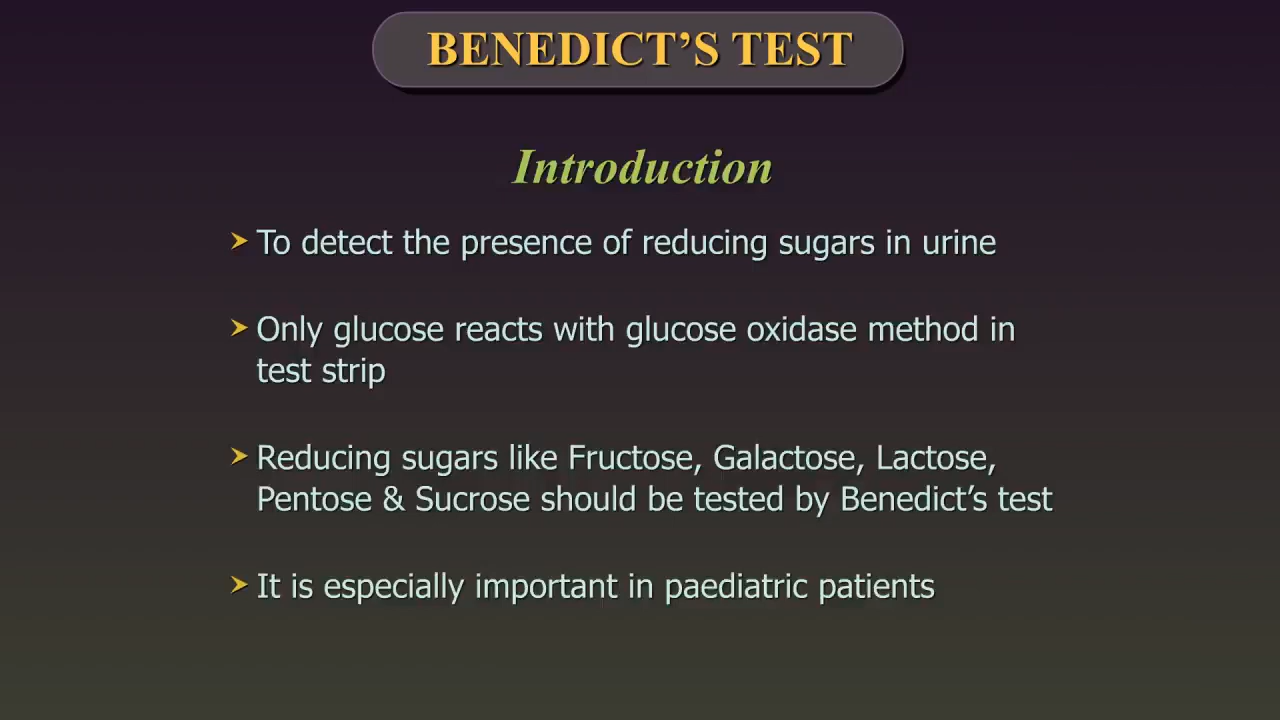 BENEDICT’S TEST
Introduction
➤ To detect the presence of reducing sugars in urine
➤ Only glucose reacts with glucose oxidase method in
test strip
➤ Reducing sugars like Fructose, Galactose, Lactose,
Pentose & Sucrose should be tested by Benedict’s test
➤ It is especially important in paediatric patients